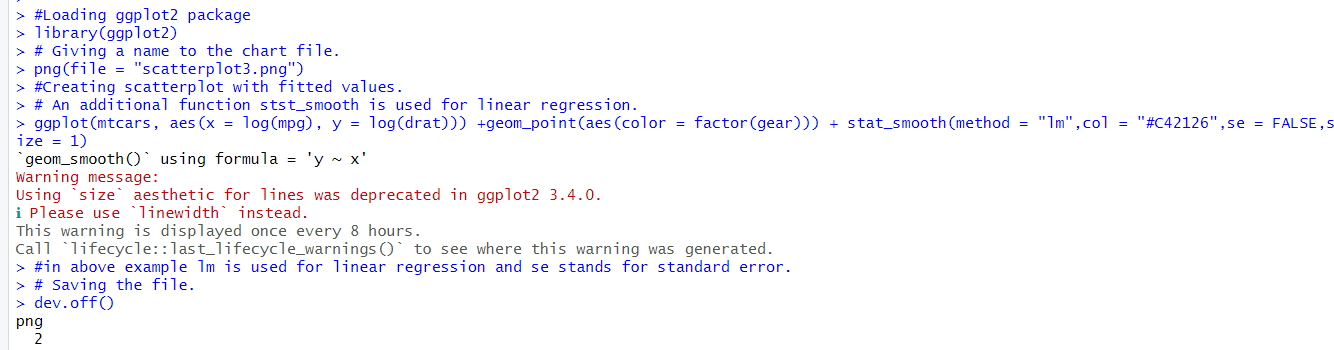 > #Loading ggplot2 package
> library(ggplot2)
> # Giving a name to the chart file.
> png(file = "scatterplot3.png")
> #Creating scatterplot with fitted values.
> # An additional function stst_smooth is used for linear regression.
> ggplot(mtcars, aes(x = log(mpg), y = log(drat))) +geom_point(aes(color = factor(gear))) + stat_smooth(method = "lm",col = "#C42126",se = FALSE,s
ize = 1)
`geom_smooth()` using formula = 'y ~ x'
Warning message:
Using `size` aesthetic for lines was deprecated in ggplot2 3.4.0.
ℹ Please use `linewidth` instead.
This warning is displayed once every 8 hours.
Call `lifecycle::last_lifecycle_warnings()` to see where this warning was generated.
> #in above example lm is used for linear regression and se stands for standard error.
> # Saving the file.
> dev.off()
png
  2